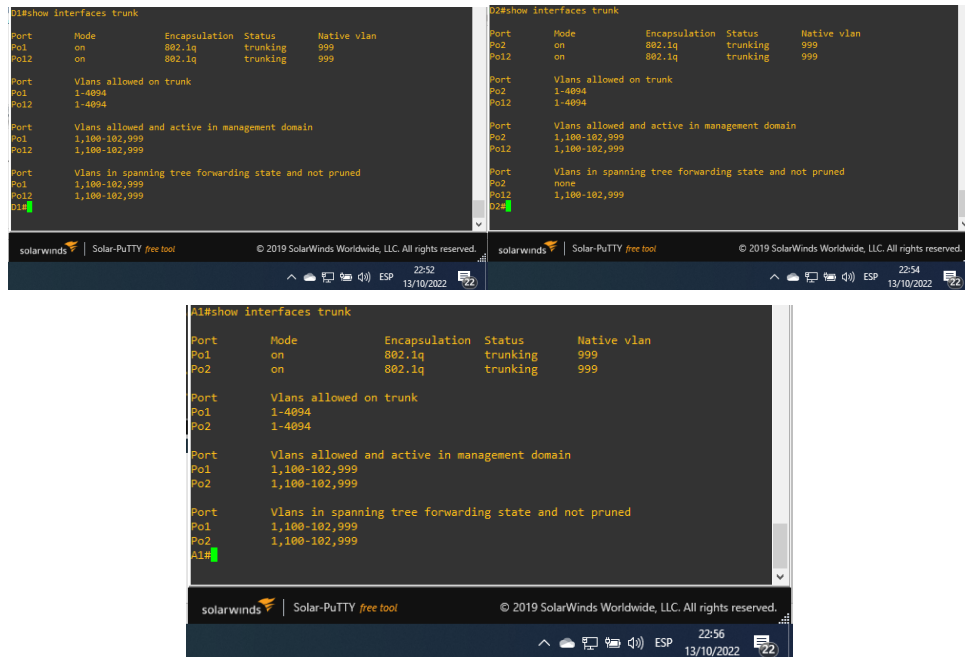 D1#show interfaces trunk
Port Mode Encapsulation Status Native vlan
Po1 on 802.1q trunking 999
Po12 on 802.1q trunking 999
Port Vlans allowed on trunk
Po1 1-4094
Po12 1-4094
Port Vlans allowed and active in management domain
Po1 1,100-102,999
Po12 1,100-102,999
Port Vlans in spanning tree forwarding state and not pruned
Po1 1,100-102,999
Po12 1,100-102,999
D1#
solarwinds Solar-PuTTY free tool © 2019 SolarWinds Worldwide, LLC. All rights reserved.
ESP 22:52
13/10/2022 22
D2#show interfaces trunk
Port Mode Encapsulation Status Native vlan
Po2 on 802.1q trunking 999
Po12 on 802.1q trunking 999
Port Vlans allowed on trunk
Po2 1-4094
Po12 1-4094
Port Vlans allowed and active in management domain
Po2 1,100-102,999
Po12 1,100-102,999
Port Vlans in spanning tree forwarding state and not pruned
Po2 none
Po12 1,100-102,999
D2#
solarwinds Solar-PuTTY free tool © 2019 SolarWinds Worldwide, LLC. All rights reserved.
ESP 22:54
13/10/2022 22
A1#show interfaces trunk
Port Mode Encapsulation Status Native vlan
Po1 on 802.1q trunking 999
Po2 on 802.1q trunking 999
Port Vlans allowed on trunk
Po1 1-4094
Po2 1-4094
Port Vlans allowed and active in management domain
Po1 1,100-102,999
Po2 1,100-102,999
Port Vlans in spanning tree forwarding state and not pruned
Po1 1,100-102,999
Po2 1,100-102,999
A1#
solarwinds Solar-PuTTY free tool © 2019 SolarWinds Worldwide, LLC. All rights reserved.
ESP 22:56
13/10/2022 22